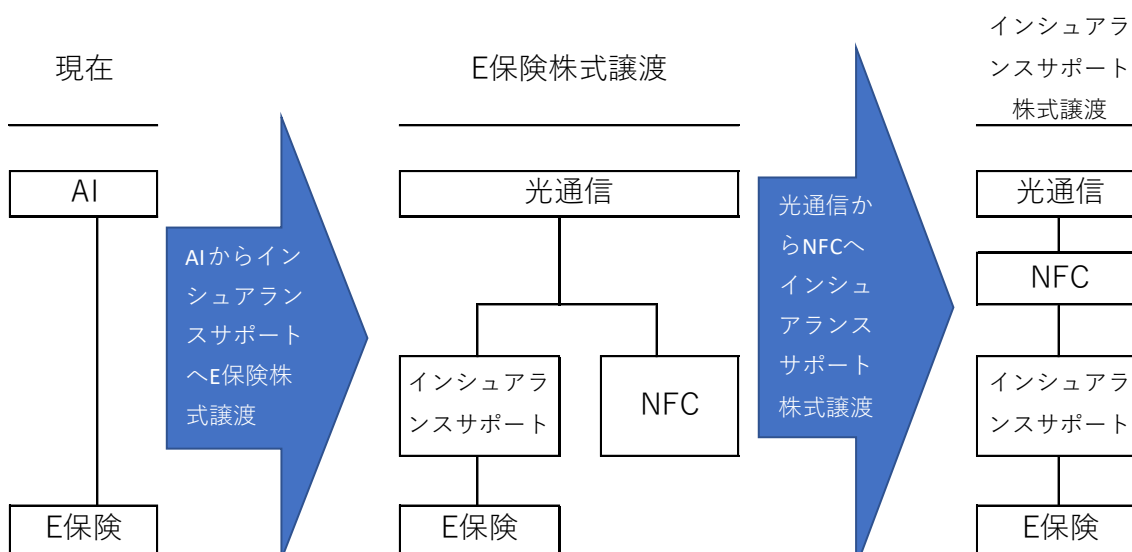 現在
AI
E保険
AIからイン
シュアラン
スサポート
へE保険株
式譲渡
E保険株式譲渡
光通信
インシュアラ
ンスサポート
NFC
E保険
光通信か
らNFCへ
インシュ
アランス
サポート
株式譲渡
インシュアラ
ンスサポート
株式譲渡
光通信
NFC
インシュアラ
ンスサポート
E保険